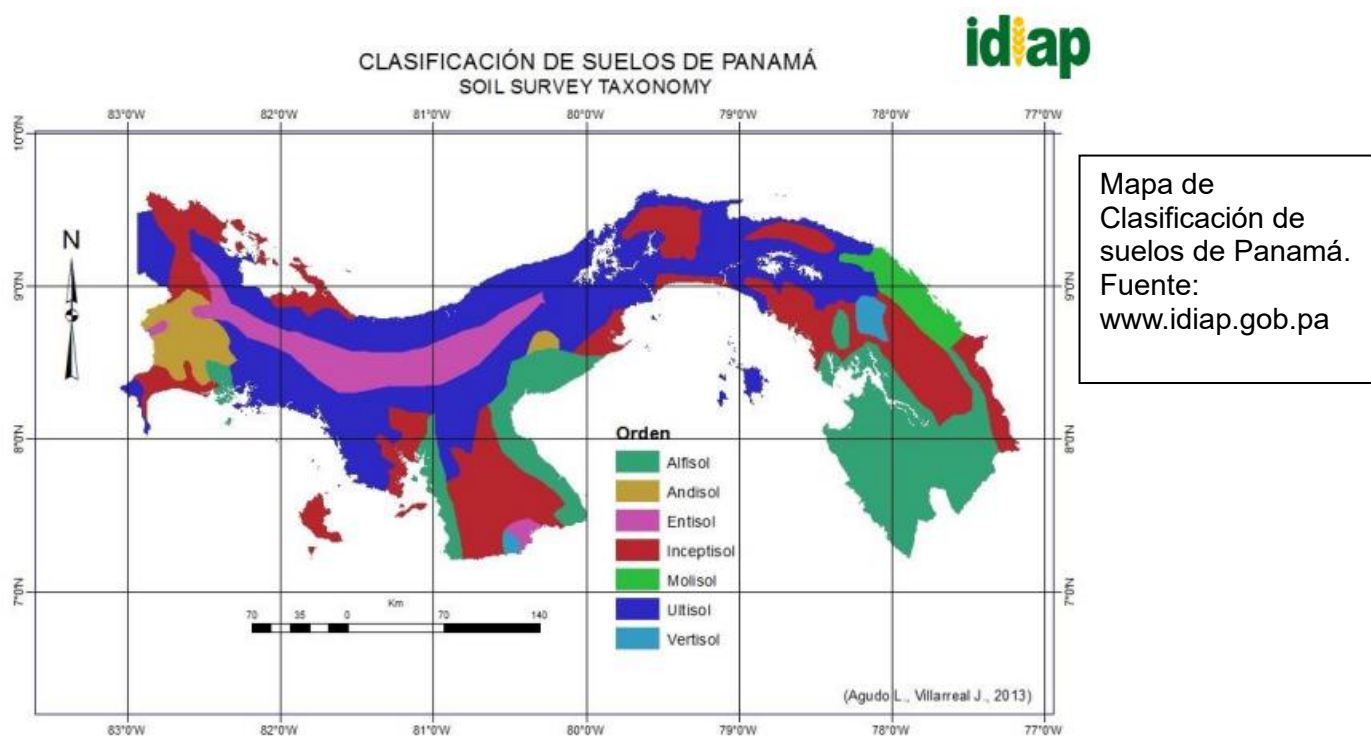 idiap
CLASIFICACIÓN DE SUELOS DE PANAMÁ
SOIL SURVEY TAXONOMY
83°0'W 82°0'W 81°0'W 80°0'W 79°0'W 78°0'W 77°0'W
10°0'N
N
9°0'N 9°0'N
8°0'N 8°0'N
7°0'N 7°0'N
Orden
Alfisol
Andisol
Entisol
Inceptisol
Molisol
Ultisol
Vertisol
Km
70 35 0 70 140
(Agudo L., Villarreal J., 2013)
83°0'W 82°0'W 81°0'W 80°0'W 79°0'W 78°0'W 77°0'W
Mapa de
Clasificación de
suelos de Panamá.
Fuente:
www.idiap.gob.pa